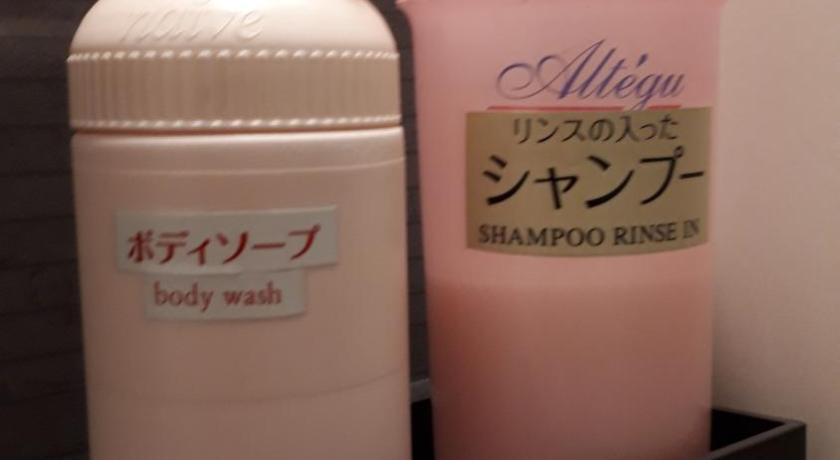 naive
ボディソープ
body wash
Altégu
リンスの入った
シャンプー
SHAMPOO RINSE IN